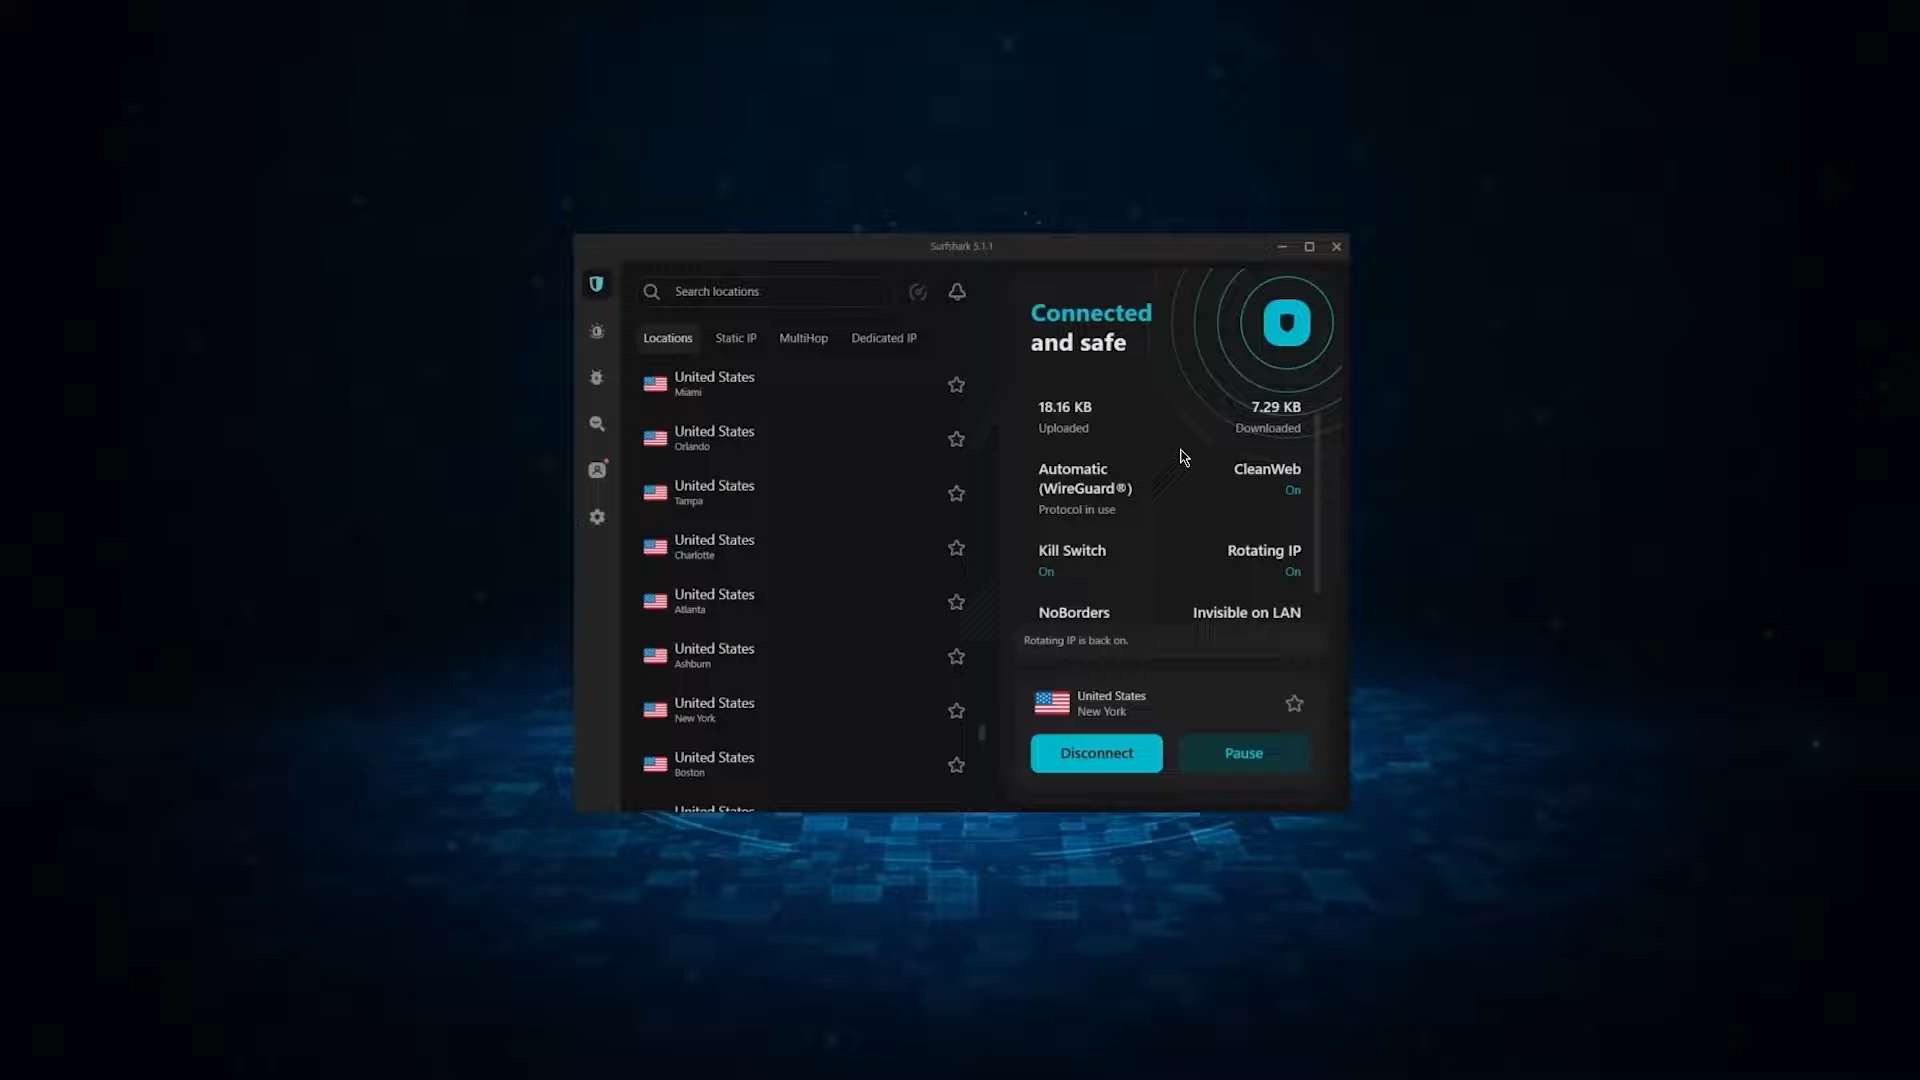 Surfshark 5.1.1
Search locations
Locations
Static IP
MultiHop
Dedicated IP
United States
Miami
United States
Orlando
United States
Tampa
United States
Charlotte
United States
Atlanta
United States
Ashburn
United States
New York
United States
Boston
United States
Connected
and safe
18.16 KB
Uploaded
7.29 KB
Downloaded
Automatic
(WireGuard®)
Protocol in use
CleanWeb
On
Kill Switch
On
Rotating IP
On
NoBorders
Invisible on LAN
Rotating IP is back on.
United States
New York
Disconnect
Pause